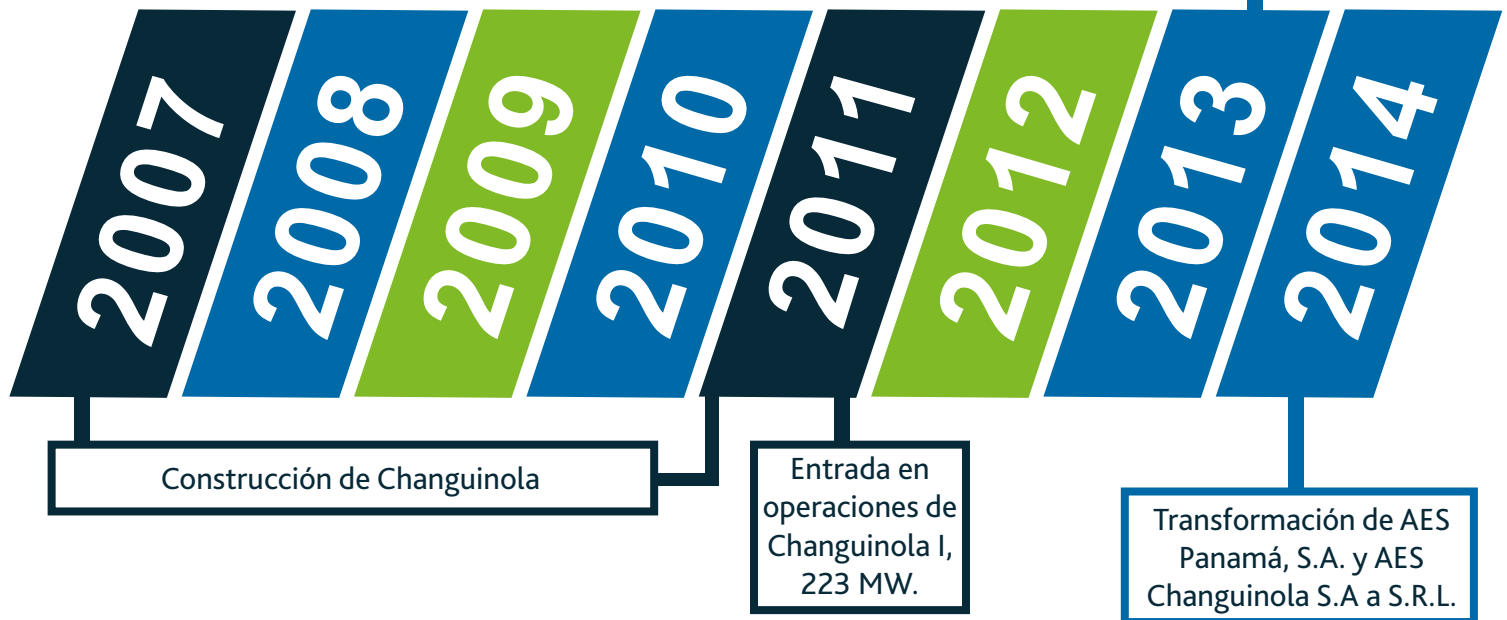 2007
2008
2009
2010
2011
2012
2013
2014
Construcción de Changuinola
Entrada en
operaciones de
Changuinola I,
223 MW.
Transformación de AES
Panamá, S.A. y AES
Changuinola S.A a S.R.L.